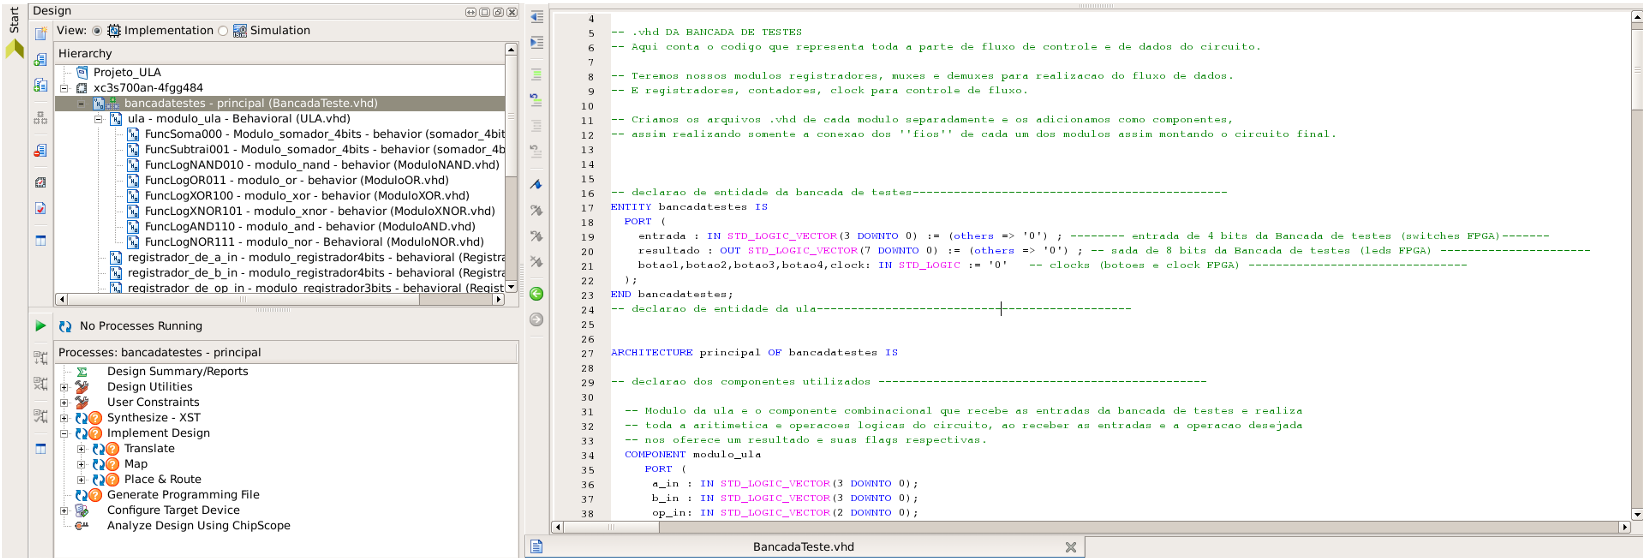 Start
Design
View: Implementation Simulation
Hierarchy
Projeto_ULA
xc3s700an-4fgg484
bancadatestes - principal (BancadaTeste.vhd)
ula - modulo_ula - Behavioral (ULA.vhd)
FuncSoma000 - Modulo_somador_4bits - behavior (somador_4bit
FuncSubtrai001 - Modulo_somador_4bits - behavior (somador_4b
FuncLogNAND010 - modulo_nand - behavior (ModuloNAND.vhd)
FuncLogOR011 - modulo_or - behavior (ModuloOR.vhd)
FuncLogXOR100 - modulo_xor - behavior (ModuloXOR.vhd)
FuncLogXNOR101 - modulo_xnor - behavior (ModuloXNOR.vhd)
FuncLogAND110 - modulo_and - behavior (ModuloAND.vhd)
FuncLogNOR111 - modulo_nor - Behavioral (ModuloNOR.vhd)
registrador_de_a_in - modulo_registrador4bits - behavioral (Registra
registrador_de_b_in - modulo_registrador4bits - behavioral (Registra
registrador_de_op_in - modulo_registrador3bits - behavioral (Regist
No Processes Running
Processes: bancadatestes - principal
Design Summary/Reports
Design Utilities
User Constraints
Synthesize - XST
Implement Design
Translate
Map
Place & Route
Generate Programming File
Configure Target Device
Analyze Design Using ChipScope
4
5 -- .vhd DA BANCADA DE TESTES
6 -- Aqui conta o codigo que representa toda a parte de fluxo de controle e de dados do circuito.
7
8 -- Teremos nossos modulos registradores, muxes e demuxes para realizacao do fluxo de dados.
9 -- E registradores, contadores, clock para controle de fluxo.
10
11 -- Criamos os arquivos .vhd de cada modulo separadamente e os adicionamos como componentes,
12 -- assim realizando somente a conexao dos ''fios'' de cada um dos modulos assim montando o circuito final.
13
14
15
16 -- declarao de entidade da bancada de testes----------------------------------------------
17 ENTITY bancadatestes IS
18 PORT (
19 entrada : IN STD_LOGIC_VECTOR(3 DOWNTO 0) := (others => '0') ; -------- entrada de 4 bits da Bancada de testes (switches FPGA)-------
20 resultado : OUT STD_LOGIC_VECTOR(7 DOWNTO 0) := (others => '0') ; -- sada de 8 bits da Bancada de testes (leds FPGA) ----------------------
21 botao1,botao2,botao3,botao4,clock: IN STD_LOGIC := '0' -- clocks (botoes e clock FPGA) --------------------------------
22 );
23 END bancadatestes;
24 -- declarao de entidade da ula----------------------------------------------
25
26
27 ARCHITECTURE principal OF bancadatestes IS
28
29 -- declarao dos componentes utilizados ------------------------------------------------
30
31 -- Modulo da ula e o componente combinacional que recebe as entradas da bancada de testes e realiza
32 -- toda a aritimetica e operacoes logicas do circuito, ao receber as entradas e a operacao desejada
33 -- nos oferece um resultado e suas flags respectivas.
34 COMPONENT modulo_ula
35 PORT (
36 a_in : IN STD_LOGIC_VECTOR(3 DOWNTO 0);
37 b_in : IN STD_LOGIC_VECTOR(3 DOWNTO 0);
38 op_in: IN STD_LOGIC_VECTOR(2 DOWNTO 0);
BancadaTeste.vhd